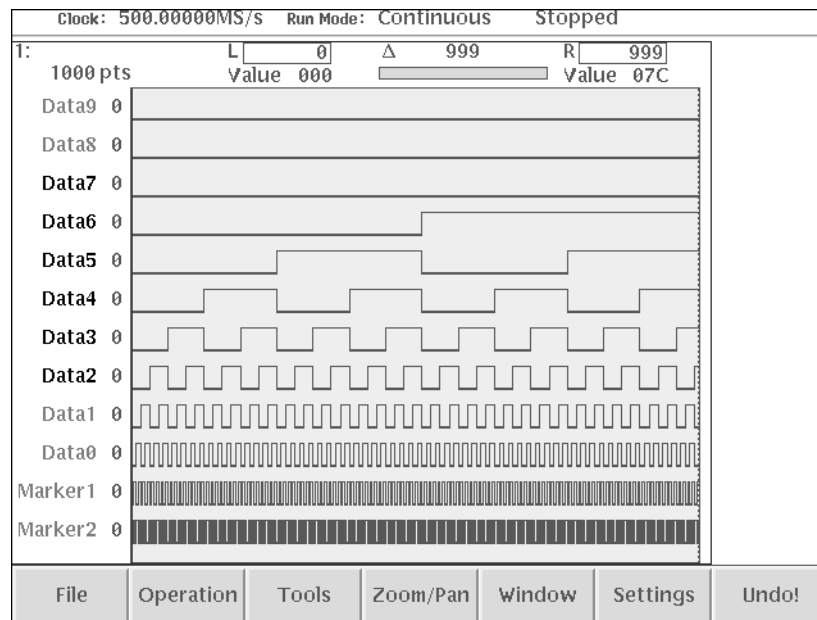 Clock: 500.00000MS/s Run Mode: Continuous Stopped
1: L 0 Δ 999 R 999
1000 pts Value 000 Value 07C
Data9 0
Data8 0
Data7 0
Data6 0
Data5 0
Data4 0
Data3 0
Data2 0
Data1 0
Data0 0
Marker1 0
Marker2 0
File Operation Tools Zoom/Pan Window Settings Undo!